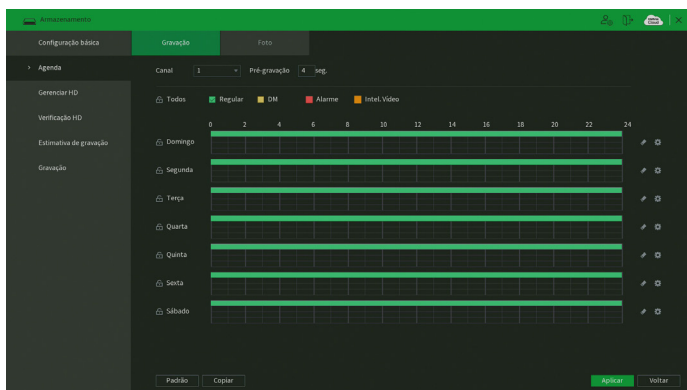 Armazenamento
Configuração básica
Agenda
Gerenciar HD
Verificação HD
Estimativa de gravação
Gravação
Gravação Foto
Canal 1 Pré-gravação 4 seg.
Todos Regular DM Alarme Intel. Vídeo
0 2 4 6 8 10 12 14 16 18 20 22 24
Domingo
Segunda
Terça
Quarta
Quinta
Sexta
Sábado
Padrão Copiar Aplicar Voltar